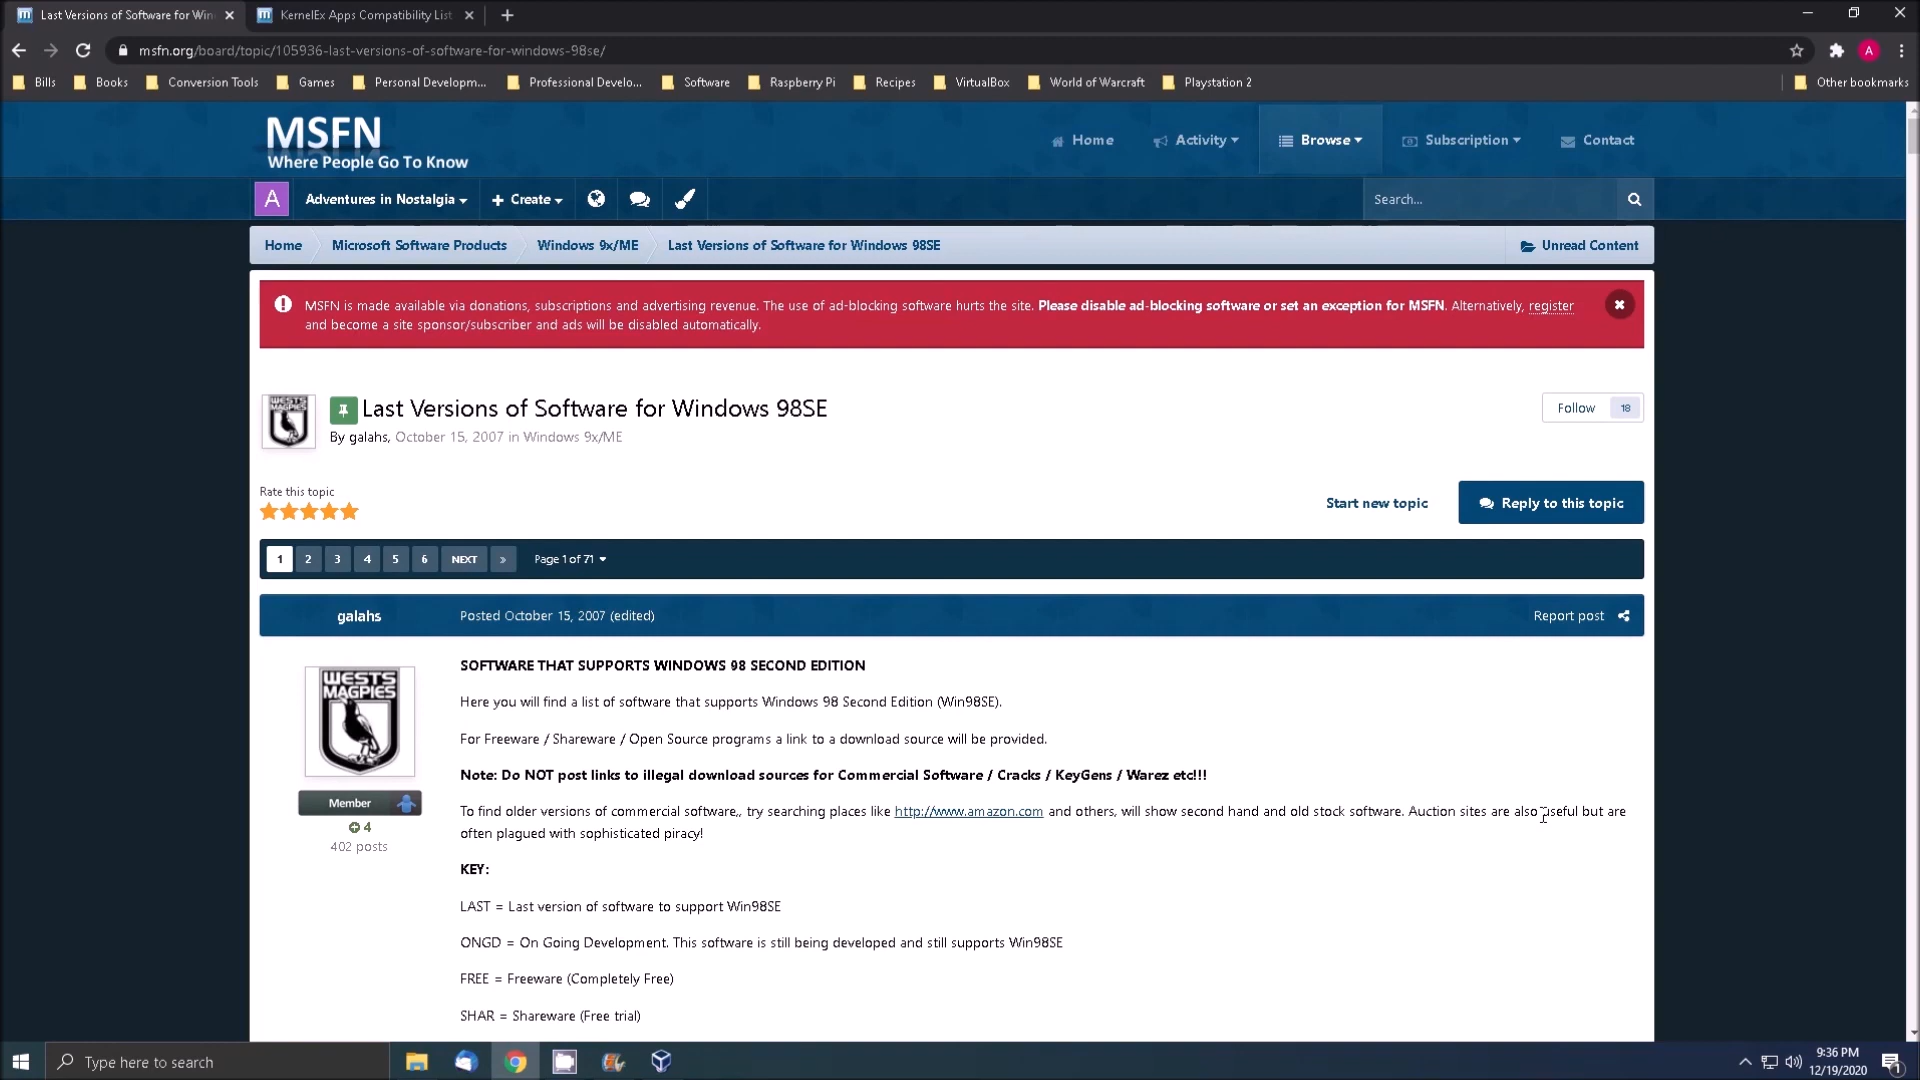 Last Versions of Software for Win
KernelEx Apps Compatibility List
msfn.org/board/topic/105936-last-versions-of-software-for-windows-98se/
A
Bills
Books
Conversion Tools
Games
Personal Developm...
Professional Develo...
Software
Raspberry Pi
Recipes
VirtualBox
World of Warcraft
Playstation 2
Other bookmarks
MSFN
Where People Go To Know
Home
Activity
Browse
Subscription
Contact
A
Adventures in Nostalgia
+ Create
Search...
Home
Microsoft Software Products
Windows 9x/ME
Last Versions of Software for Windows 98SE
Unread Content
MSFN is made available via donations, subscriptions and advertising revenue. The use of ad-blocking software hurts the site. Please disable ad-blocking software or set an exception for MSFN. Alternatively, register
and become a site sponsor/subscriber and ads will be disabled automatically.
WESTS
MAGPIES
Last Versions of Software for Windows 98SE
By galahs, October 15, 2007 in Windows 9x/ME
Follow 18
Rate this topic
Start new topic
Reply to this topic
1 2 3 4 5 6 NEXT » Page 1 of 71
galahs
Posted October 15, 2007 (edited)
Report post
WESTS
MAGPIES
Member
4
402 posts
SOFTWARE THAT SUPPORTS WINDOWS 98 SECOND EDITION
Here you will find a list of software that supports Windows 98 Second Edition (Win98SE).
For Freeware / Shareware / Open Source programs a link to a download source will be provided.
Note: Do NOT post links to illegal download sources for Commercial Software / Cracks / KeyGens / Warez etc!!!
To find older versions of commercial software,, try searching places like http://www.amazon.com and others, will show second hand and old stock software. Auction sites are also useful but are
often plagued with sophisticated piracy!
KEY:
LAST = Last version of software to support Win98SE
ONGD = On Going Development. This software is still being developed and still supports Win98SE
FREE = Freeware (Completely Free)
SHAR = Shareware (Free trial)
Type here to search
9:36 PM
12/19/2020
1